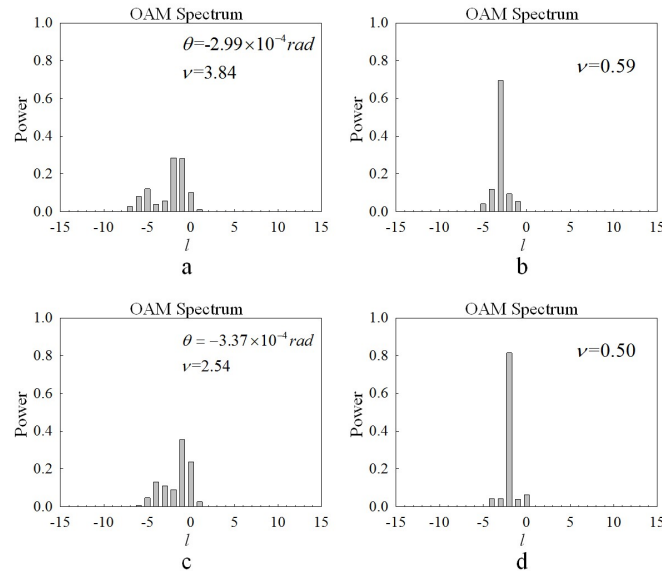 OAM Spectrum
θ=-2.99×10⁻⁴rad
ν=3.84
Power
1.0
0.8
0.6
0.4
0.2
0.0
-15 -10 -5 0 5 10 15
l
a
OAM Spectrum
ν=0.59
Power
1.0
0.8
0.6
0.4
0.2
0.0
-15 -10 -5 0 5 10 15
l
b
OAM Spectrum
θ = −3.37×10⁻⁴ rad
ν=2.54
Power
1.0
0.8
0.6
0.4
0.2
0.0
-15 -10 -5 0 5 10 15
l
c
OAM Spectrum
ν=0.50
Power
1.0
0.8
0.6
0.4
0.2
0.0
-15 -10 -5 0 5 10 15
l
d